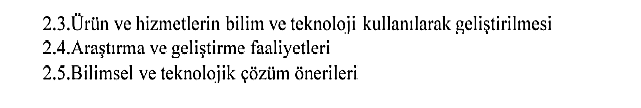 2.3.Ürün ve hizmetlerin bilim ve teknoloji kullanılarak geliştirilmesi
2.4.Araştırma ve geliştirme faaliyetleri
2.5.Bilimsel ve teknolojik çözüm önerileri